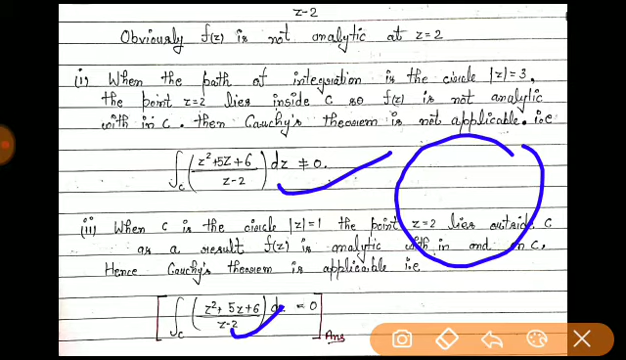 z-2
Obviously f(z) is not analytic at z=2
(i) When the path of integration is the circle |z|=3,
the point z=2 lies inside C so f(z) is not analytic
with in C. then Cauchy's theorem is not applicable. i.e
∫_C ((z²+5z+6)/(z-2)) dz ≠ 0.
(ii) When C is the circle |z|=1 the point z=2 lies outside C
as a result f(z) is analytic with in and on C.
Hence Cauchy's theorem is applicable i.e
[∫_C ((z²+5z+6)/(z-2)) dz = 0] Ans